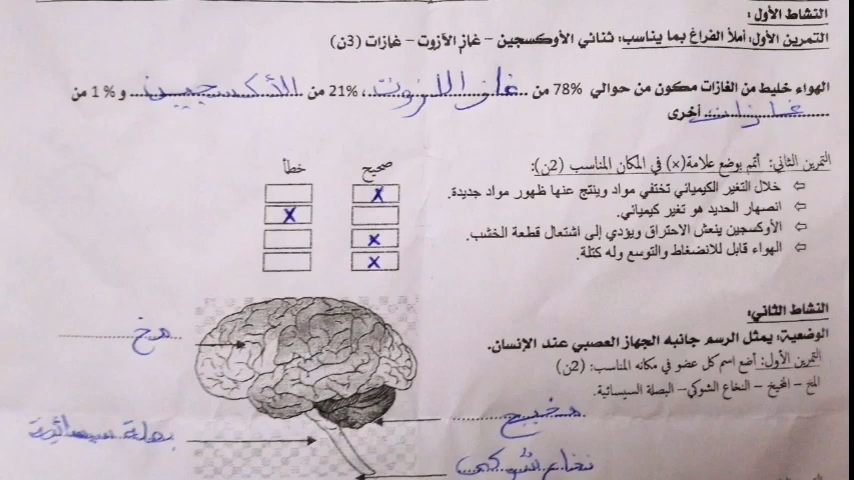 النشاط الأول :
التمرين الأول: أملأ الفراغ بما يناسب: ثنائي الأوكسجين – غاز الآزوت – غازات (3ن)
الهواء خليط من الغازات مكون من حوالي 78% من غاز الازوت، 21% من الأكسجيين و 1% من
غازات أخرى
التمرين الثاني: أتمم بوضع علامة(x) في المكان المناسب (2ن):
صحيح خطأ
⇐ خلال التغير الكيميائي تختفي مواد وينتج عنها ظهور مواد جديدة. x
⇐ انصهار الحديد هو تغير كيميائي. x
⇐ الأوكسجين ينعش الاحتراق ويؤدي إلى اشتعال قطعة الخشب. x
⇐ الهواء قابل للانضغاط والتوسع وله كتلة. x
النشاط الثاني:
الوضعية: يمثل الرسم جانبه الجهاز العصبي عند الإنسان.
التمرين الأول: أضع اسم كل عضو في مكانه المناسب: (2ن)
المخ – المخيخ – النخاع الشوكي – البصلة السيسائية.
مخ
مخيخ
بصلة سيسائية
نخاع الشوكي